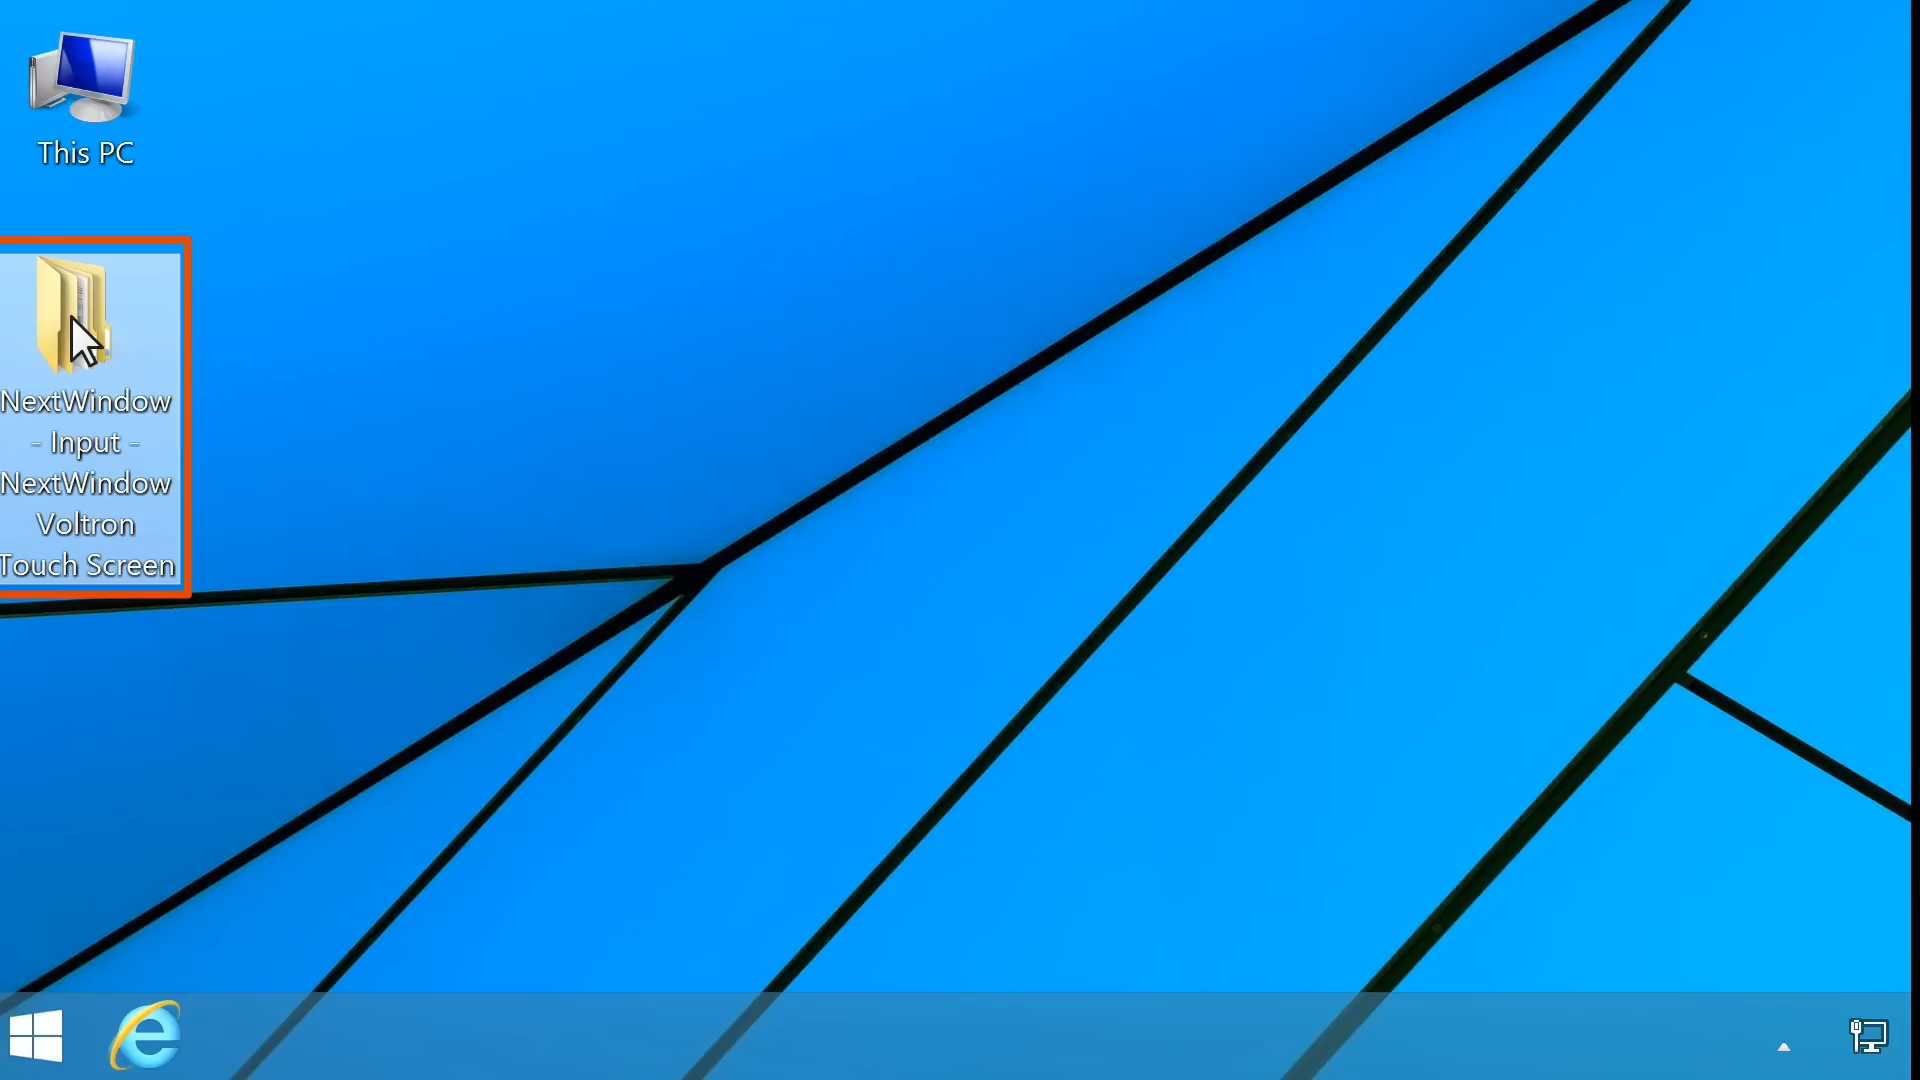 This PC
NextWindow
- Input -
NextWindow
Voltron
Touch Screen